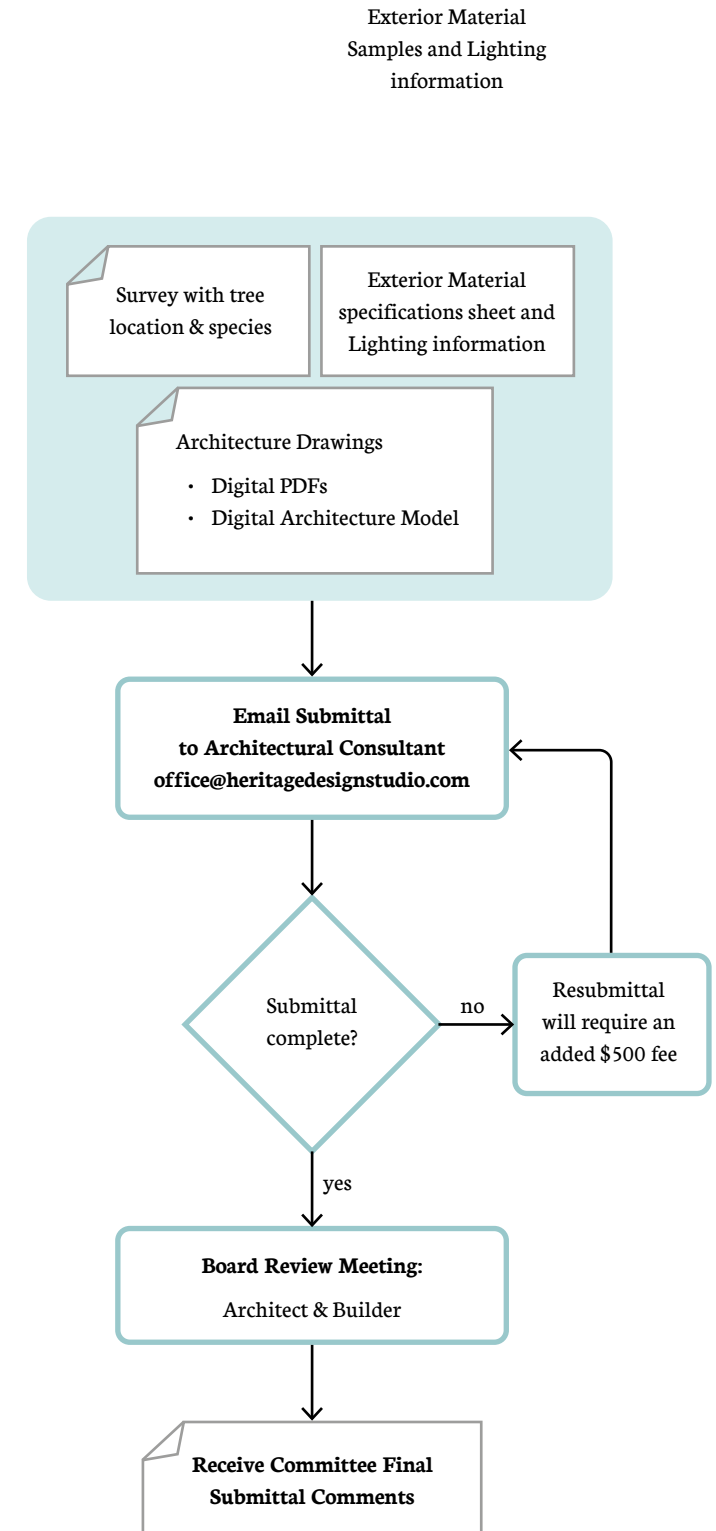 Exterior Material
Samples and Lighting
information
Survey with tree
location & species
Exterior Material
specifications sheet and
Lighting information
Architecture Drawings
• Digital PDFs
• Digital Architecture Model
Email Submittal
to Architectural Consultant
office@heritagedesignstudio.com
Submittal
complete?
no
Resubmittal
will require an
added $500 fee
yes
Board Review Meeting:
Architect & Builder
Receive Committee Final
Submittal Comments